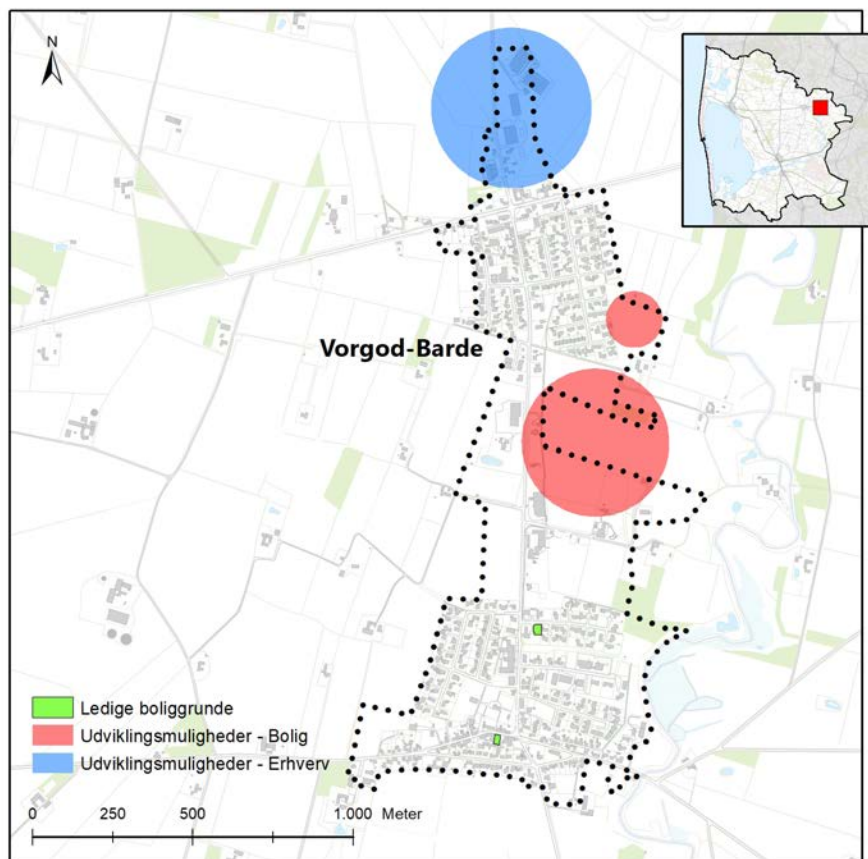 N
Vorgod-Barde
Ledige boliggrunde
Udviklingsmuligheder - Bolig
Udviklingsmuligheder - Erhverv
0 250 500 1.000 Meter